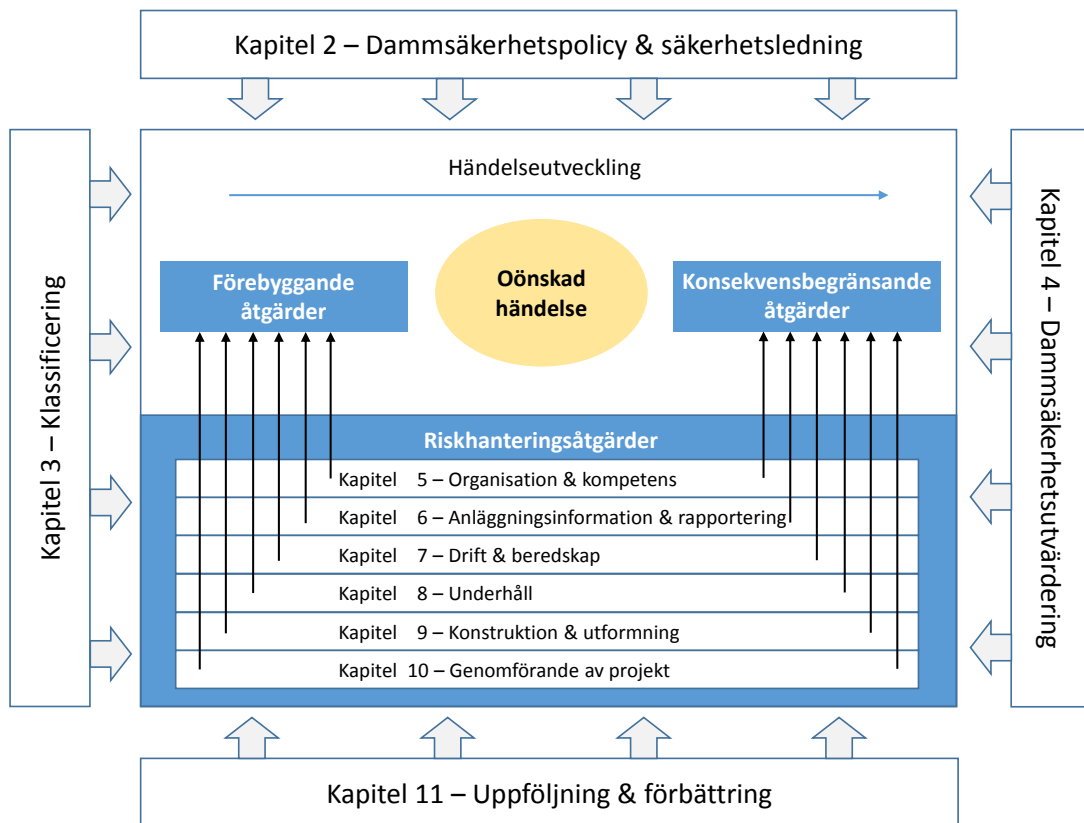 Kapitel 2 – Dammsäkerhetspolicy & säkerhetsledning
Kapitel 3 – Klassificering
Händelseutveckling
Förebyggande
åtgärder
Oönskad
händelse
Konsekvensbegränsande
åtgärder
Kapitel 4 – Dammsäkerhetsutvärdering
Riskhanteringsåtgärder
Kapitel 5 – Organisation & kompetens
Kapitel 6 – Anläggningsinformation & rapportering
Kapitel 7 – Drift & beredskap
Kapitel 8 – Underhåll
Kapitel 9 – Konstruktion & utformning
Kapitel 10 – Genomförande av projekt
Kapitel 11 – Uppföljning & förbättring